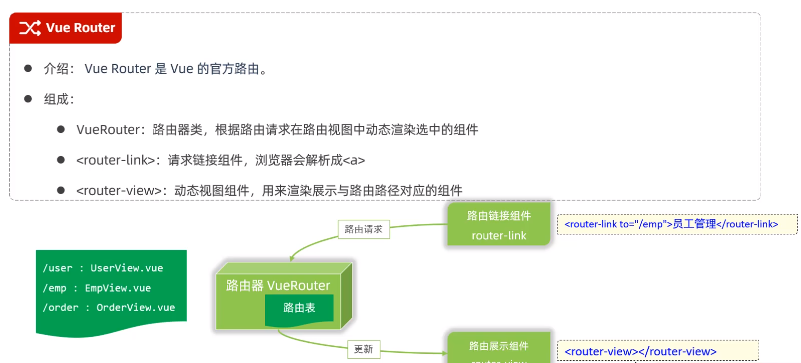 Vue Router
介绍： Vue Router 是 Vue 的官方路由。
组成：
VueRouter：路由器类，根据路由请求在路由视图中动态渲染选中的组件
<router-link>：请求链接组件，浏览器会解析成<a>
<router-view>：动态视图组件，用来渲染展示与路由路径对应的组件
路由链接组件
router-link
<router-link to="/emp">员工管理</router-link>
路由请求
/user : UserView.vue
/emp : EmpView.vue
/order : OrderView.vue
路由器 VueRouter
路由表
更新
路由展示组件
router-view
<router-view></router-view>